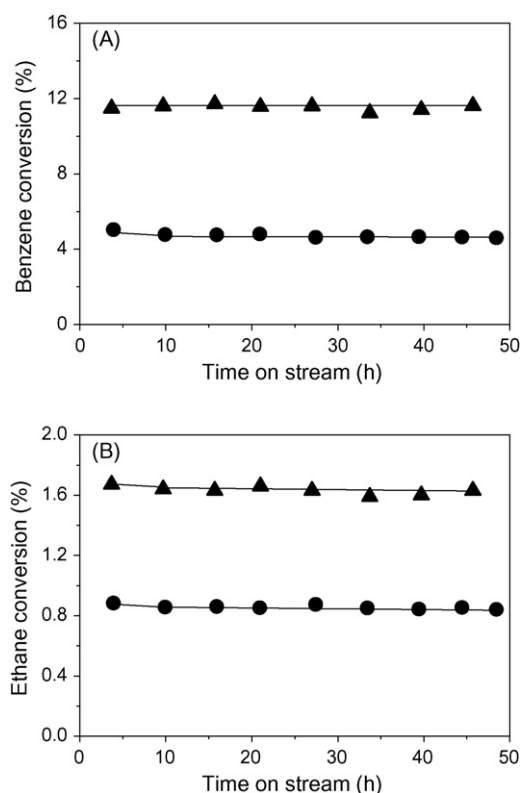 (A)
Benzene conversion (%)
16
12
8
4
0
0 10 20 30 40 50
Time on stream (h)
(B)
Ethane conversion (%)
2.0
1.6
1.2
0.8
0.4
0.0
0 10 20 30 40 50
Time on stream (h)